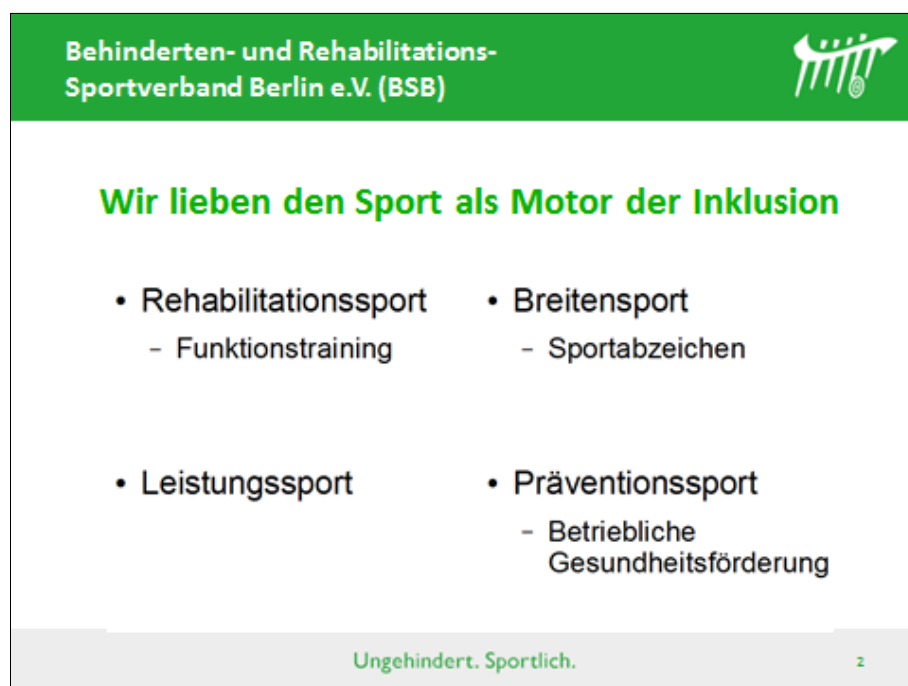 Behinderten- und Rehabilitations-
Sportverband Berlin e.V. (BSB)
Wir lieben den Sport als Motor der Inklusion
• Rehabilitationssport
– Funktionstraining
• Breitensport
– Sportabzeichen
• Leistungssport
• Präventionssport
– Betriebliche
Gesundheitsförderung
Ungehindert. Sportlich.
2